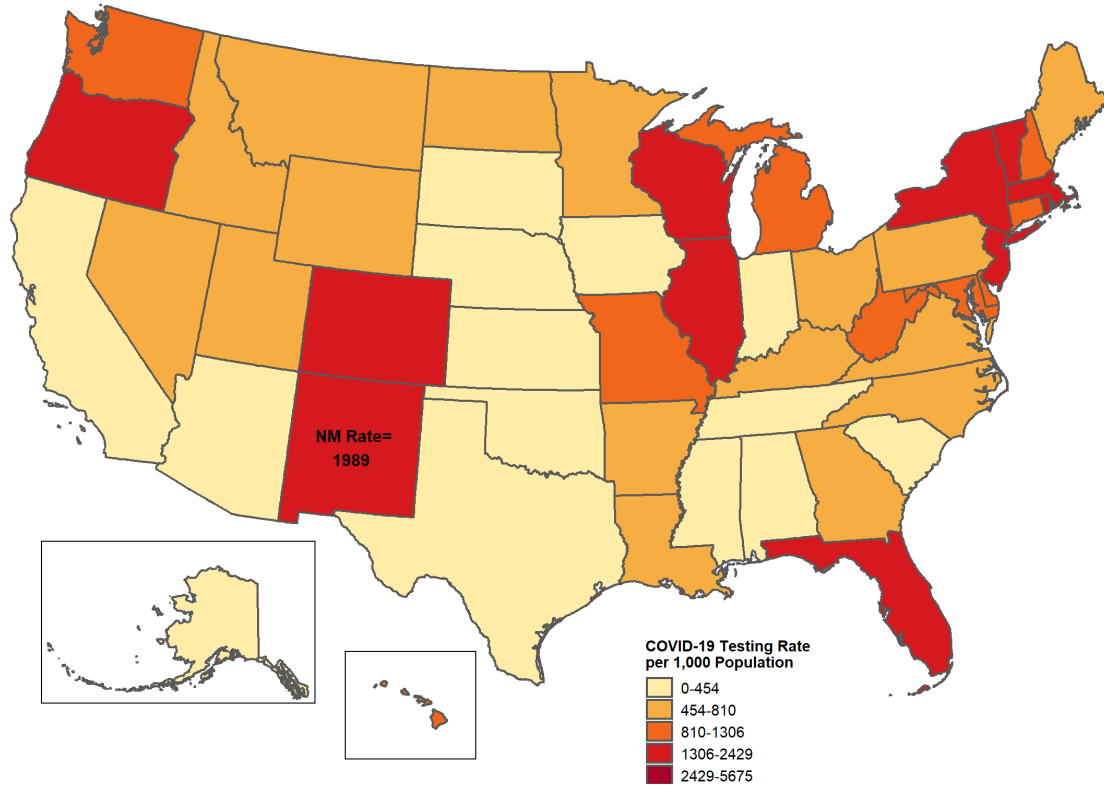 NM Rate=
1989
COVID-19 Testing Rate
per 1,000 Population
0-454
454-810
810-1306
1306-2429
2429-5675